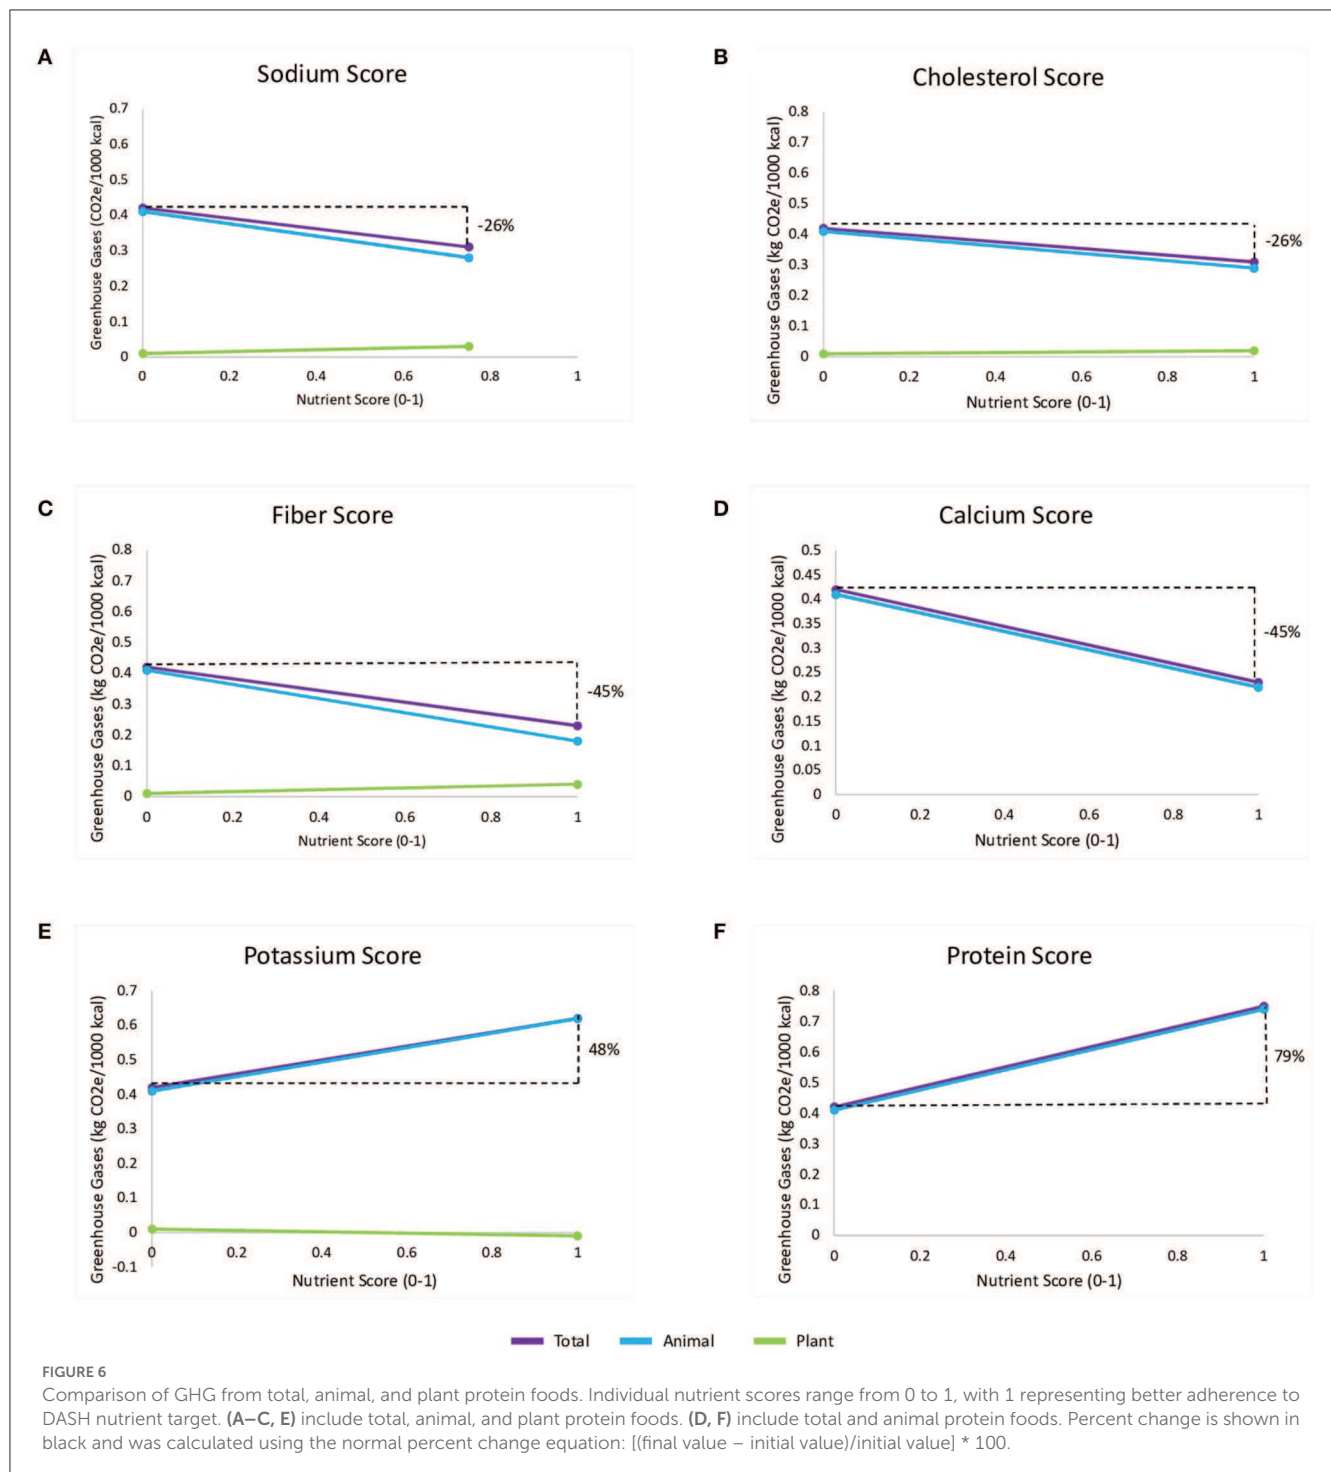 A
Sodium Score
Greenhouse Gases (CO2e/1000 kcal)
0.7
0.6
0.5
0.4
0.3
0.2
0.1
0
-26%
0 0.2 0.4 0.6 0.8 1
Nutrient Score (0-1)
B
Cholesterol Score
Greenhouse Gases (kg CO2e/1000 kcal)
0.8
0.7
0.6
0.5
0.4
0.3
0.2
0.1
0
-26%
0 0.2 0.4 0.6 0.8 1
Nutrient Score (0-1)
C
Fiber Score
Greenhouse Gases (kg CO2e/1000 kcal)
0.8
0.7
0.6
0.5
0.4
0.3
0.2
0.1
0
-45%
0 0.2 0.4 0.6 0.8 1
Nutrient Score (0-1)
D
Calcium Score
Greenhouse Gases (kg CO2e/1000 kcal)
0.5
0.45
0.4
0.35
0.3
0.25
0.2
0.15
0.1
0.05
0
-45%
0 0.2 0.4 0.6 0.8 1
Nutrient Score (0-1)
E
Potassium Score
Greenhouse Gases (kg CO2e/1000 kcal)
0.7
0.6
0.5
0.4
0.3
0.2
0.1
0
-0.1
48%
0 0.2 0.4 0.6 0.8 1
Nutrient Score (0-1)
F
Protein Score
Greenhouse Gases (kg CO2e/1000 kcal)
0.8
0.7
0.6
0.5
0.4
0.3
0.2
0.1
0
79%
0 0.2 0.4 0.6 0.8 1
Nutrient Score (0-1)
Total Animal Plant
FIGURE 6
Comparison of GHG from total, animal, and plant protein foods. Individual nutrient scores range from 0 to 1, with 1 representing better adherence to
DASH nutrient target. (A–C, E) include total, animal, and plant protein foods. (D, F) include total and animal protein foods. Percent change is shown in
black and was calculated using the normal percent change equation: [(final value – initial value)/initial value] * 100.